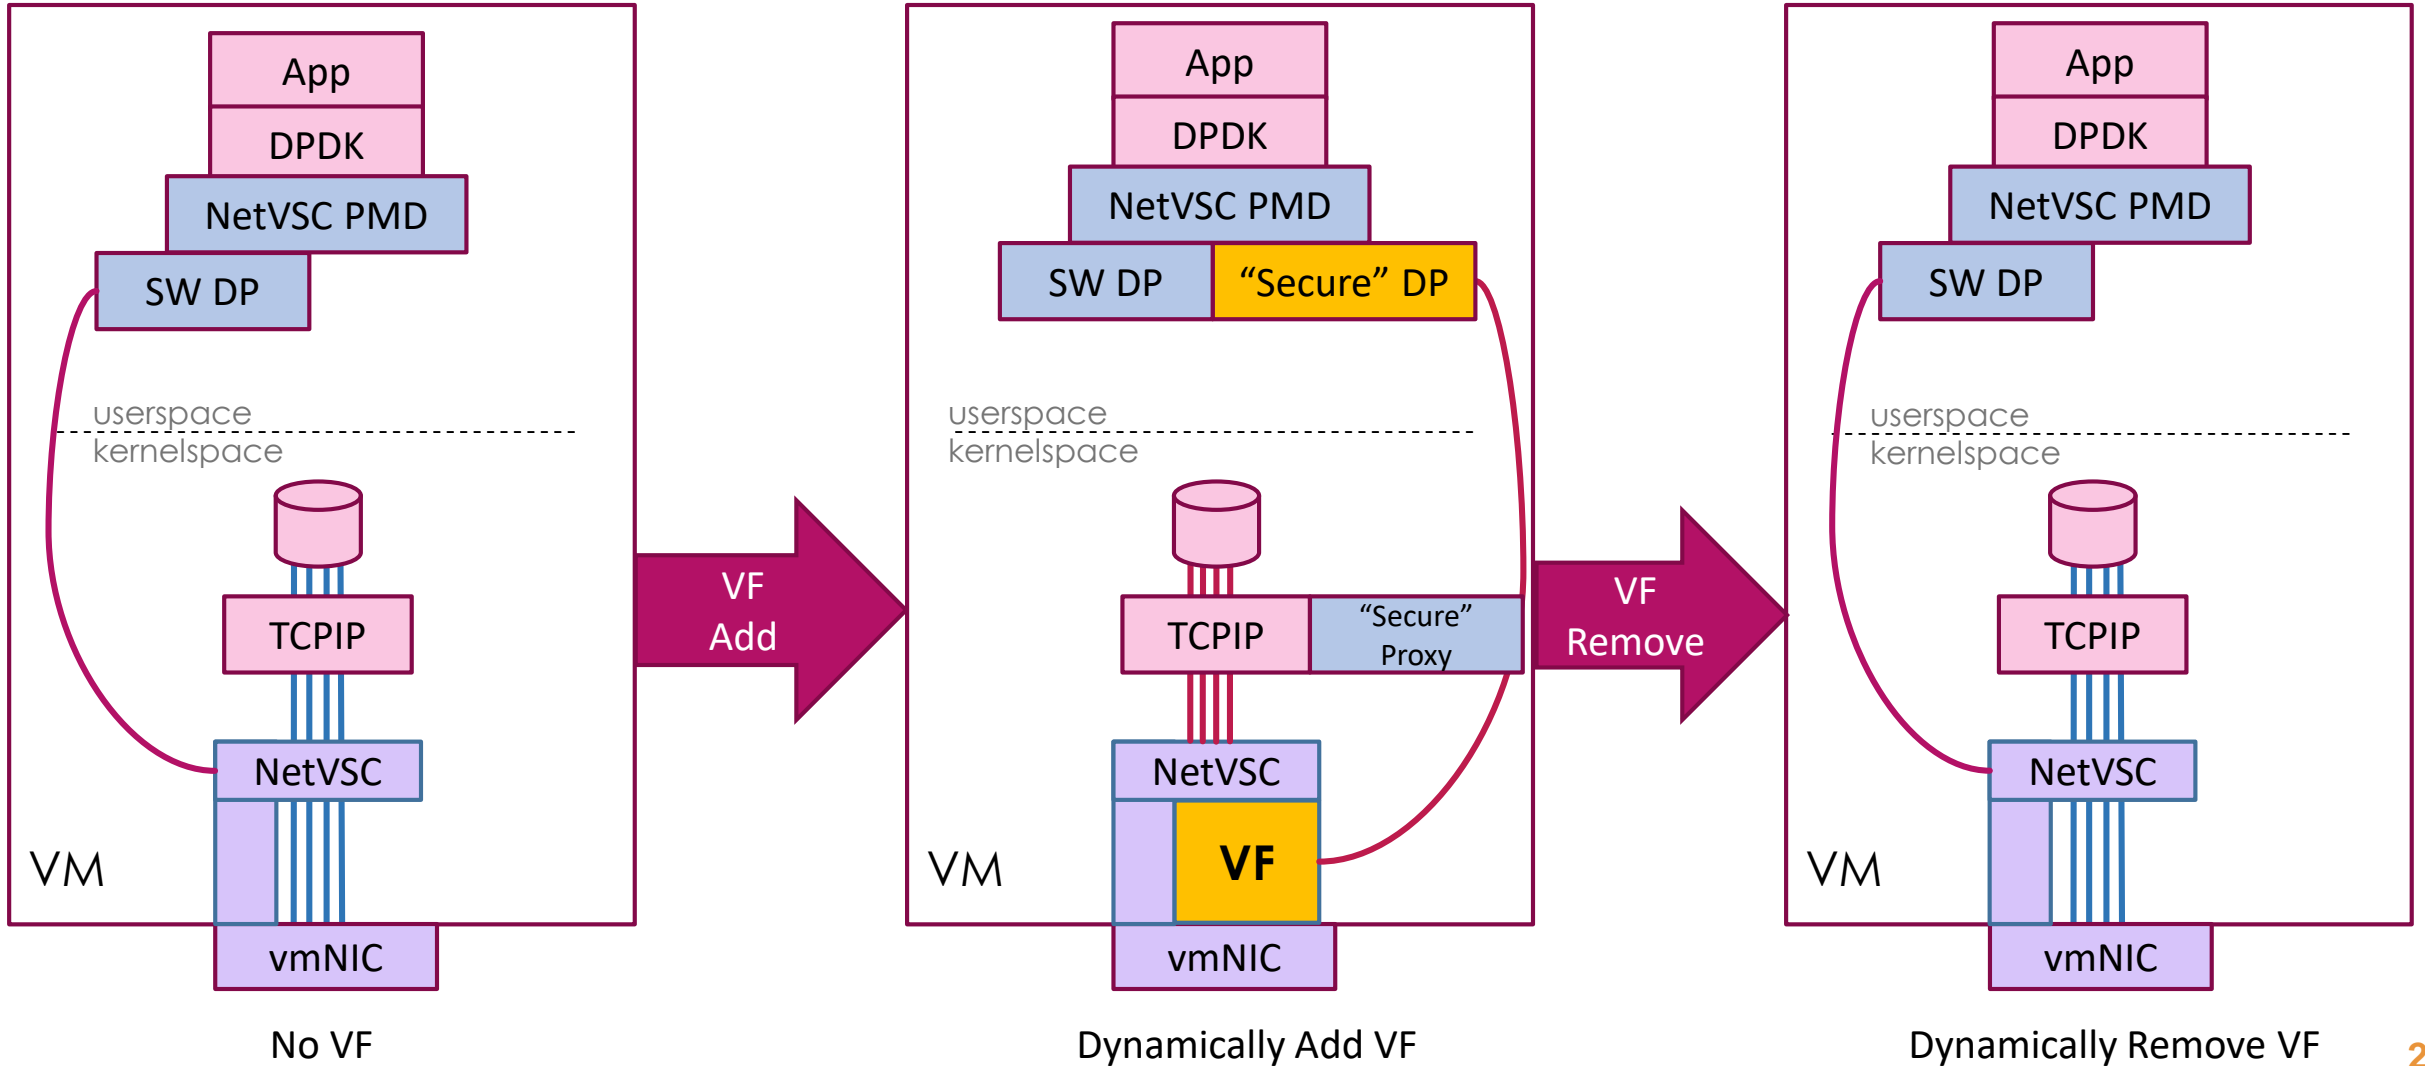 App
DPDK
NetVSC PMD
SW DP
userspace
kernelspace
TCPIP
NetVSC
VM
vmNIC
No VF
VF
Add
App
DPDK
NetVSC PMD
SW DP
“Secure” DP
userspace
kernelspace
TCPIP
“Secure”
Proxy
NetVSC
VF
VM
vmNIC
Dynamically Add VF
VF
Remove
App
DPDK
NetVSC PMD
SW DP
userspace
kernelspace
TCPIP
NetVSC
VM
vmNIC
Dynamically Remove VF